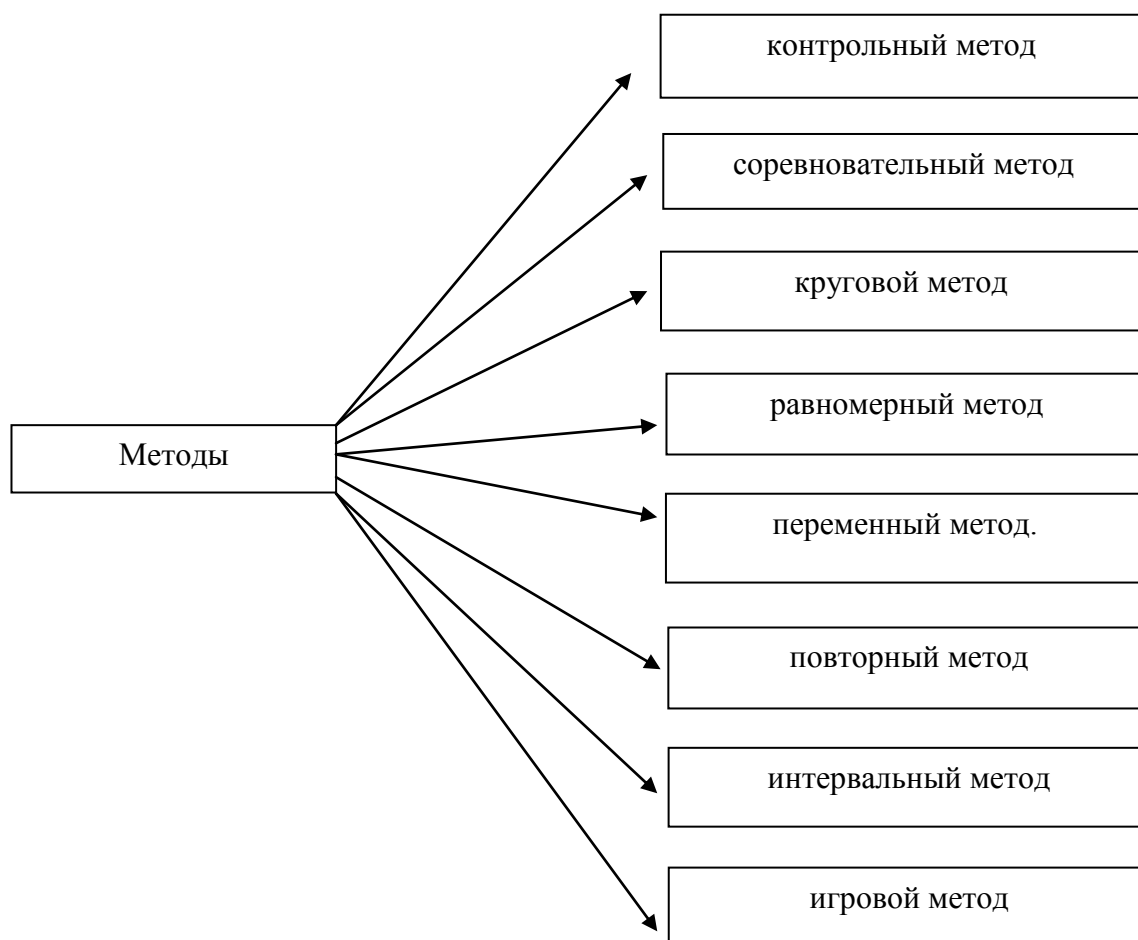 контрольный метод
соревновательный метод
круговой метод
равномерный метод
Методы
переменный метод.
повторный метод
интервальный метод
игровой метод